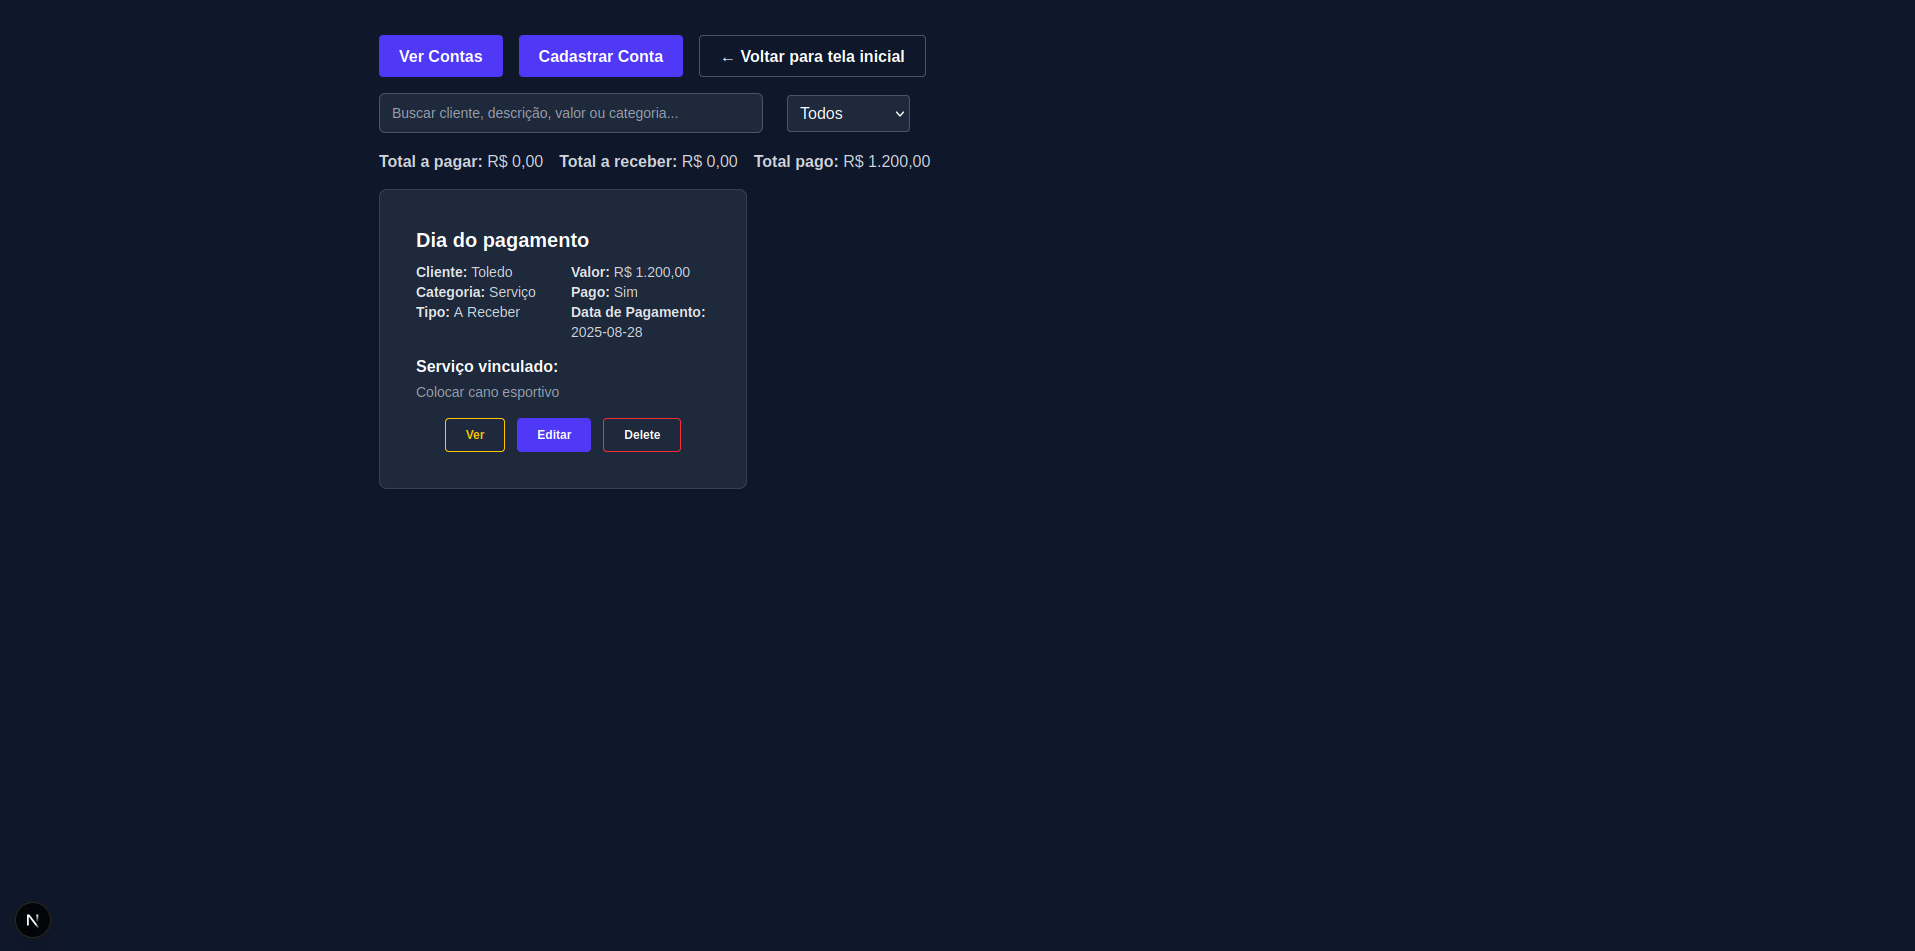 Ver Contas Cadastrar Conta ← Voltar para tela inicial
Buscar cliente, descrição, valor ou categoria... Todos
Total a pagar: R$ 0,00 Total a receber: R$ 0,00 Total pago: R$ 1.200,00
Dia do pagamento
Cliente: Toledo Valor: R$ 1.200,00
Categoria: Serviço Pago: Sim
Tipo: A Receber Data de Pagamento:
2025-08-28
Serviço vinculado:
Colocar cano esportivo
Ver Editar Delete
N